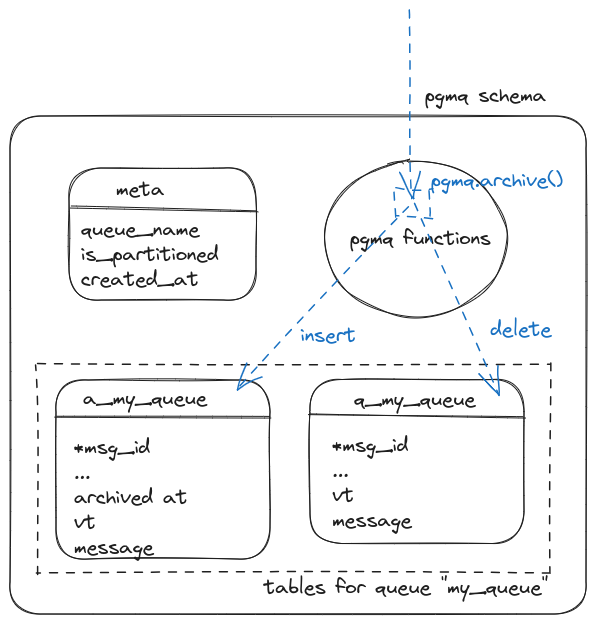 pgmq schema
meta
queue_name
is_partitioned
created_at
pgmq.archive()
pgmq functions
insert
delete
a_my_queue
*msg_id
...
archived at
vt
message
q_my_queue
*msg_id
...
vt
message
tables for queue "my_queue"